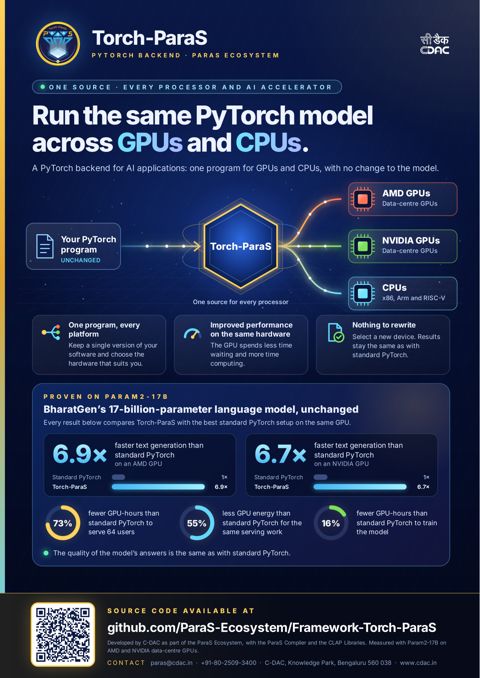 Torch-ParaS
PYTORCH BACKEND · PARAS ECOSYSTEM
सी डैक
CDAC
ONE SOURCE · EVERY PROCESSOR AND AI ACCELERATOR
Run the same PyTorch model
across GPUs and CPUs.
A PyTorch backend for AI applications: one program for GPUs and CPUs, with no change to the model.
Your PyTorch
program
UNCHANGED
Torch-ParaS
One source for every processor
AMD GPUs
Data-centre GPUs
NVIDIA GPUs
Data-centre GPUs
CPUs
x86, Arm and RISC-V
One program, every
platform
Keep a single version of your
software and choose the
hardware that suits you.
Improved performance
on the same hardware
The GPU spends less time
waiting and more time
computing.
Nothing to rewrite
Select a new device. Results
stay the same as with
standard PyTorch.
PROVEN ON PARAM2-17B
BharatGen’s 17-billion-parameter language model, unchanged
Every result below compares Torch-ParaS with the best standard PyTorch setup on the same GPU.
6.9×
faster text generation than
standard PyTorch
on an AMD GPU
Standard PyTorch 1×
Torch-ParaS 6.9×
6.7×
faster text generation than
standard PyTorch
on an NVIDIA GPU
Standard PyTorch 1×
Torch-ParaS 6.7×
73%
fewer GPU-hours than
standard PyTorch to
serve 64 users
55%
less GPU energy than
standard PyTorch for the
same serving work
16%
fewer GPU-hours than
standard PyTorch to train
the model
The quality of the model’s answers is the same as with standard PyTorch.
SOURCE CODE AVAILABLE AT
github.com/ParaS-Ecosystem/Framework-Torch-ParaS
Developed by C-DAC as part of the ParaS Ecosystem, with the ParaS Compiler and the CLAP Libraries. Measured with Param2-17B on
AMD and NVIDIA data-centre GPUs.
CONTACT paras@cdac.in · +91-80-2509-3400 · C-DAC, Knowledge Park, Bengaluru 560 038 · www.cdac.in